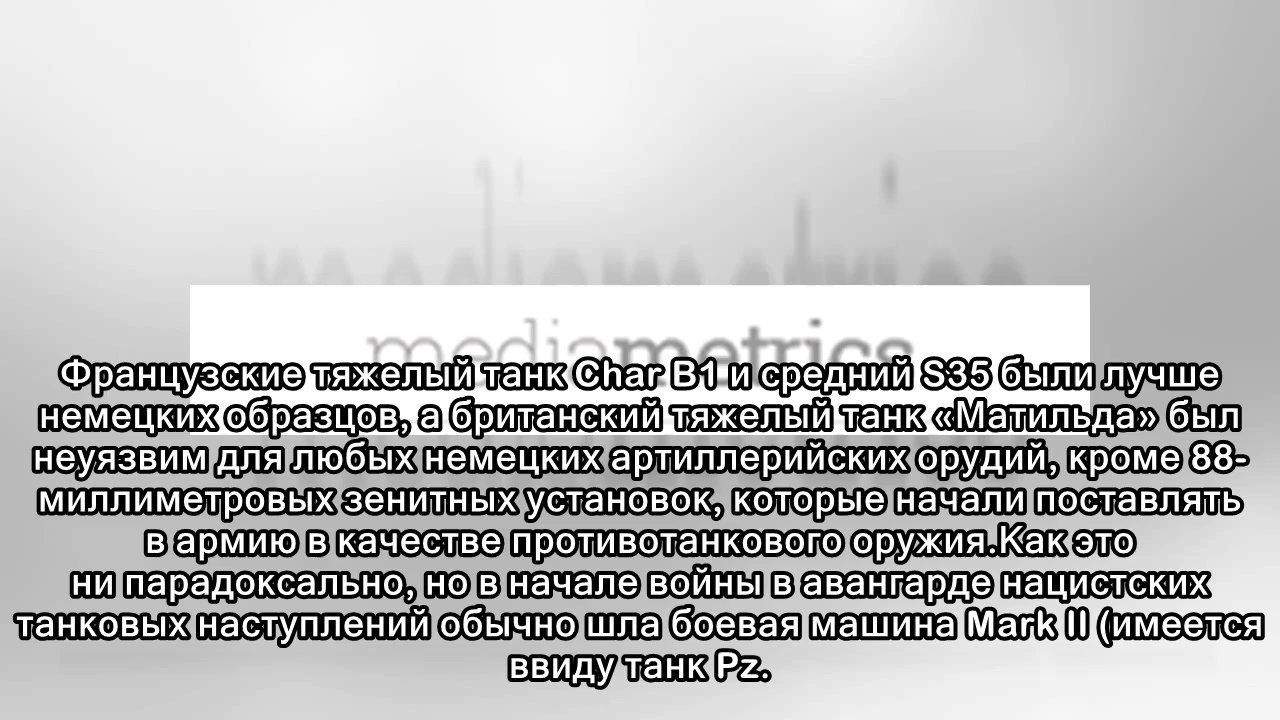 mediametrics
Французские тяжелый танк Char B1 и средний S35 были лучше
немецких образцов, а британский тяжелый танк «Матильда» был
неуязвим для любых немецких артиллерийских орудий, кроме 88-
миллиметровых зенитных установок, которые начали поставлять
в армию в качестве противотанкового оружия.Как это
ни парадоксально, но в начале войны в авангарде нацистских
танковых наступлений обычно шла боевая машина Mark II (имеется
ввиду танк Pz.